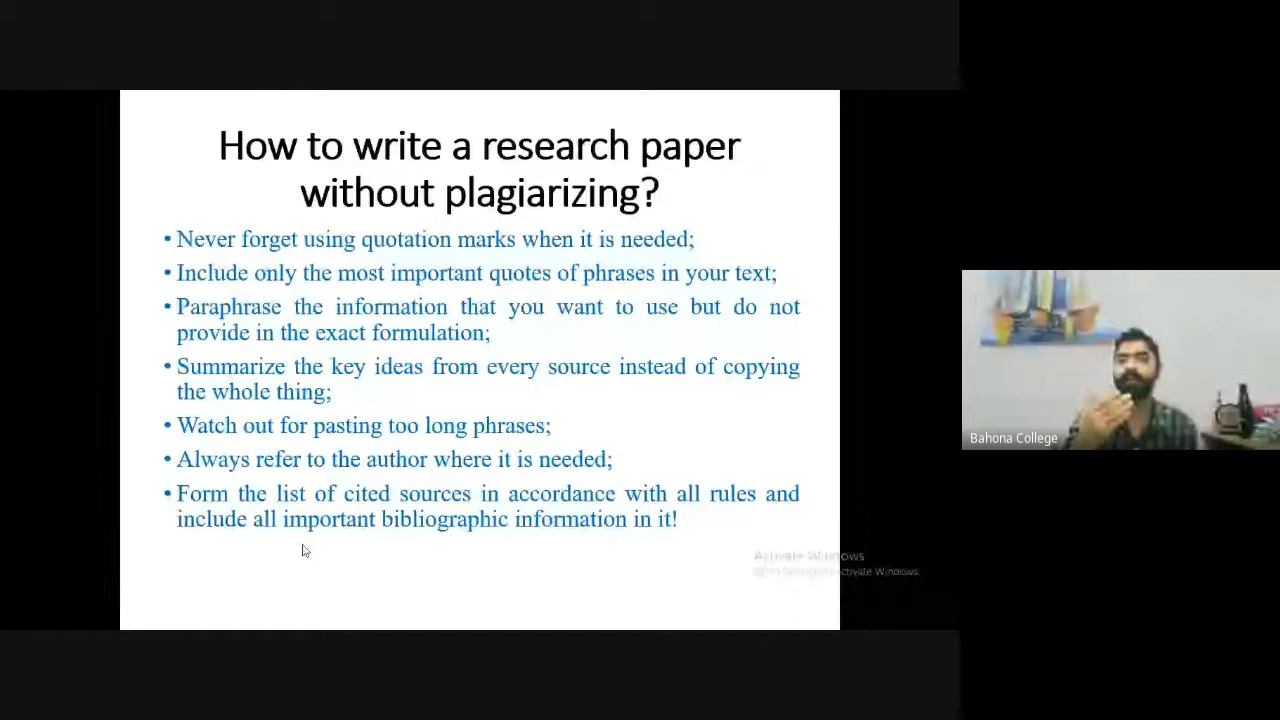 How to write a research paper
without plagiarizing?
• Never forget using quotation marks when it is needed;
• Include only the most important quotes of phrases in your text;
• Paraphrase the information that you want to use but do not
provide in the exact formulation;
• Summarize the key ideas from every source instead of copying
the whole thing;
• Watch out for pasting too long phrases;
• Always refer to the author where it is needed;
• Form the list of cited sources in accordance with all rules and
include all important bibliographic information in it!
Activate Windows
Activate Windows.
Bahona College